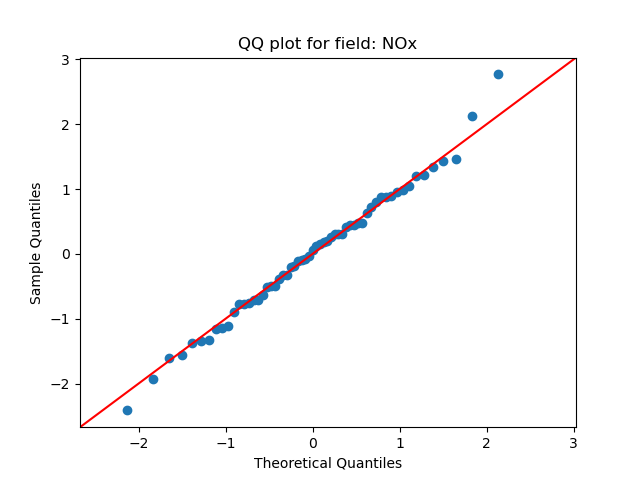 QQ plot for field: NOx
3
2
1
0
−1
−2
Sample Quantiles
−2 −1 0 1 2 3
Theoretical Quantiles